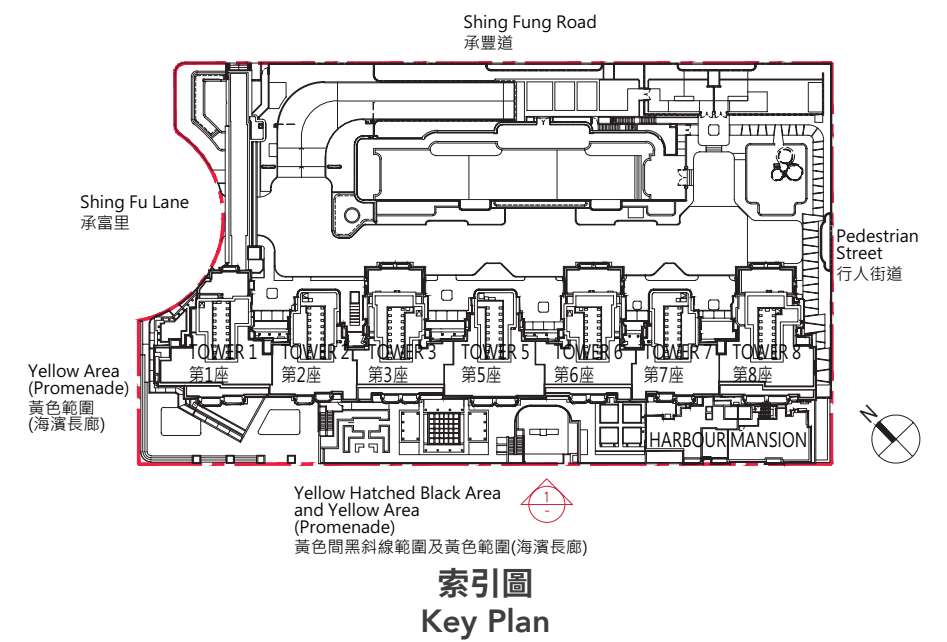 Shing Fung Road
承豐道
Shing Fu Lane
承富里
Pedestrian
Street
行人街道
TOWER 1
第1座
TOWER 2
第2座
TOWER 3
第3座
TOWER 5
第5座
TOWER 6
第6座
TOWER 7
第7座
TOWER 8
第8座
Yellow Area
(Promenade)
黃色範圍
(海濱長廊)
HARBOUR MANSION
N
Yellow Hatched Black Area
and Yellow Area
(Promenade)
黃色間黑斜線範圍及黃色範圍(海濱長廊)
1
-
索引圖
Key Plan